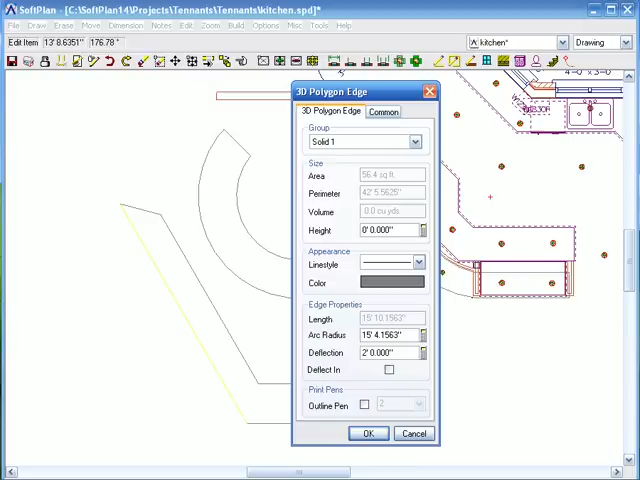 SoftPlan - [C:\SoftPlan14\Projects\Tennants\Tennants\kitchen.spd]*
File Draw Erase Move Dimension Notation Edit Zoom Build Options Misc Tools Help
Edit Item 13' 8.6351" 176.78° kitchen* Drawing
3D Polygon Edge
3D Polygon Edge Common
Group
Solid 1
Size
Area 56.4 sq ft.
Perimeter 42' 5.5625"
Volume 0.0 cu yds.
Height 0' 0.000"
Appearance
Linestyle
Color
Edge Properties
Length 15' 10.1563"
Arc Radius 15' 4.1563"
Deflection 2' 0.000"
Deflect In
Print Pens
Outline Pen 2
OK Cancel